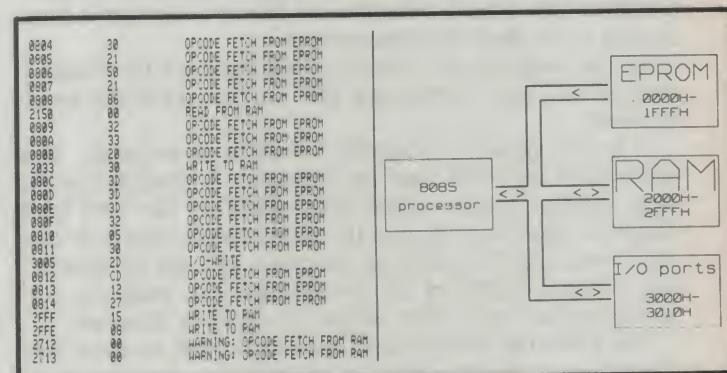 0804 30 OPCODE FETCH FROM EPROM
0805 21 OPCODE FETCH FROM EPROM
0806 50 OPCODE FETCH FROM EPROM
0807 21 OPCODE FETCH FROM EPROM
0808 86 OPCODE FETCH FROM EPROM
2150 00 READ FROM RAM
0809 32 OPCODE FETCH FROM EPROM
080A 33 OPCODE FETCH FROM EPROM
080B 20 OPCODE FETCH FROM EPROM
2033 30 WRITE TO RAM
080C 3D OPCODE FETCH FROM EPROM
080D 3D OPCODE FETCH FROM EPROM
080E 3D OPCODE FETCH FROM EPROM
080F 32 OPCODE FETCH FROM EPROM
0810 05 OPCODE FETCH FROM EPROM
0811 30 OPCODE FETCH FROM EPROM
3005 2D I/O-WRITE
0812 CD OPCODE FETCH FROM EPROM
0813 12 OPCODE FETCH FROM EPROM
0814 27 OPCODE FETCH FROM EPROM
2FFF 15 WRITE TO RAM
2FFE 08 WRITE TO RAM
2712 00 WARNING: OPCODE FETCH FROM RAM
2713 00 WARNING: OPCODE FETCH FROM RAM
8085
processor
< >
EPROM
0000H-
1FFFH
<
RAM
2000H-
2FFFH
< >
I/O ports
3000H-
3010H
< >